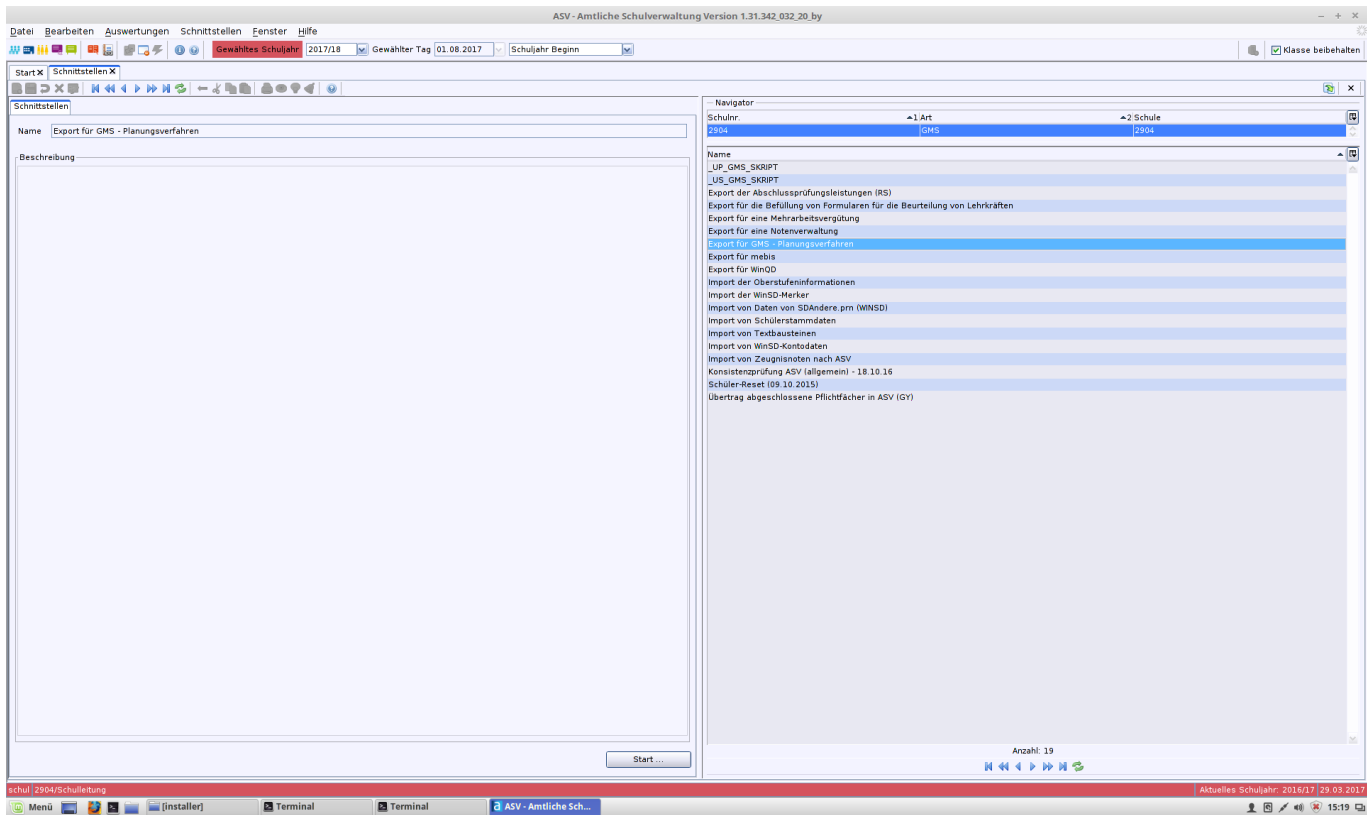 ASV - Amtliche Schulverwaltung Version 1.31.342_032_20_by
Datei Bearbeiten Auswertungen Schnittstellen Fenster Hilfe
Gewähltes Schuljahr 2017/18 Gewählter Tag 01.08.2017 Schuljahr Beginn Klasse beibehalten
Start X Schnittstellen X
Schnittstellen
Name Export für GMS - Planungsverfahren
Beschreibung
Start ...
Navigator
Schulnr. 1 Art 2 Schule
2904 GMS 2904
Name
_UP_GMS_SKRIPT
_US_GMS_SKRIPT
Export der Abschlussprüfungsleistungen (RS)
Export für die Befüllung von Formularen für die Beurteilung von Lehrkräften
Export für eine Mehrarbeitsvergütung
Export für eine Notenverwaltung
Export für GMS - Planungsverfahren
Export für mebis
Export für WinQD
Import der Oberstufeninformationen
Import der WinSD-Merker
Import von Daten von SDAndere.prn (WINSD)
Import von Schülerstammdaten
Import von Textbausteinen
Import von WinSD-Kontodaten
Import von Zeugnisnoten nach ASV
Konsistenzprüfung ASV (allgemein) - 18.10.16
Schüler-Reset (09.10.2015)
Übertrag abgeschlossene Pflichtfächer in ASV (GY)
Anzahl: 19
schul 2904/Schulleitung Aktuelles Schuljahr: 2016/17 29.03.2017
Menü [installer] Terminal Terminal ASV - Amtliche Sch... 15:19